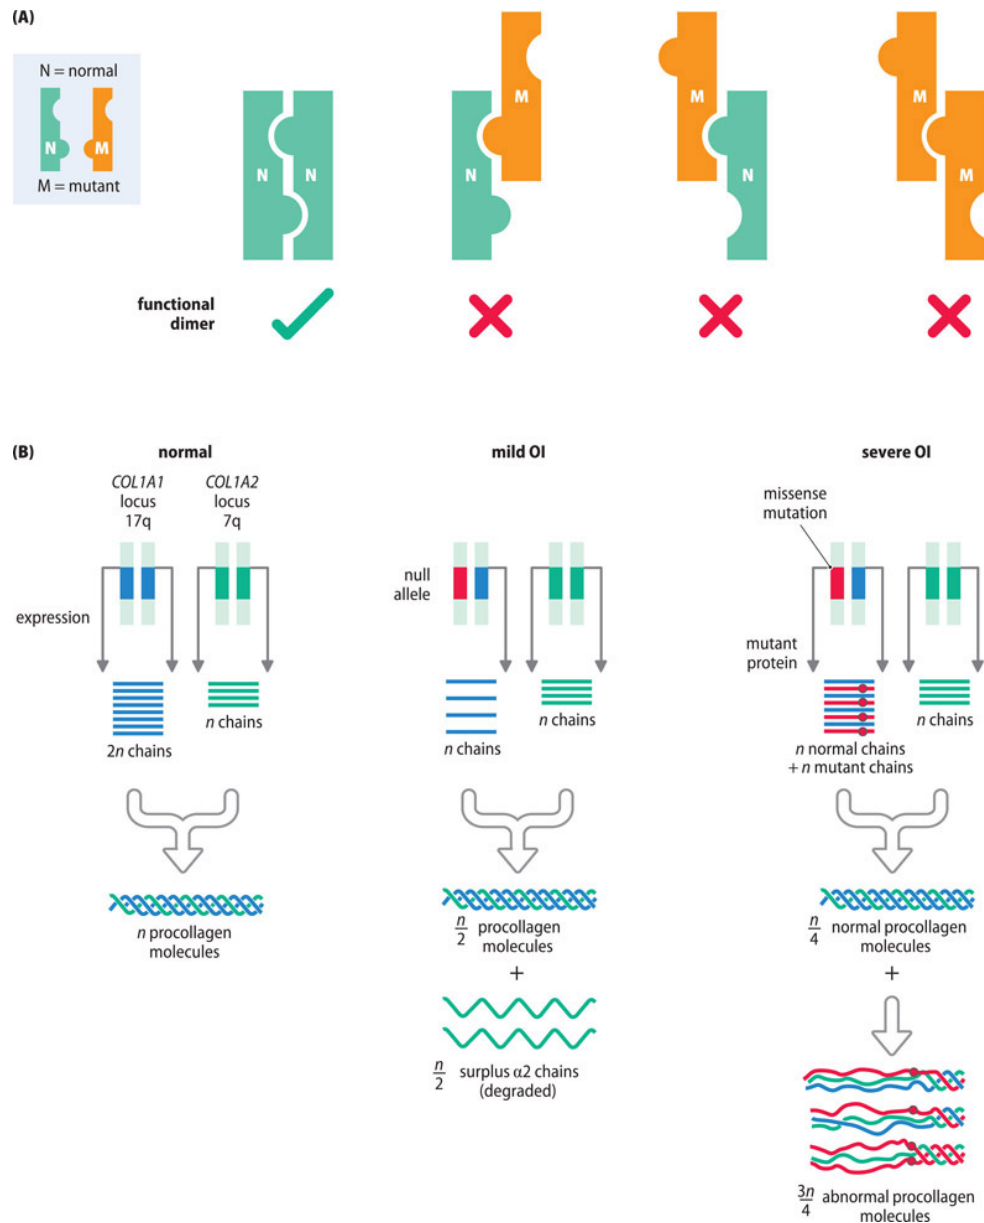 (A)
N = normal
N
M
M = mutant
N
N
N
M
M
N
M
M
functional
dimer
(B)
normal
mild OI
severe OI
COL1A1
locus
17q
COL1A2
locus
7q
missense
mutation
null
allele
expression
mutant
protein
2n chains
n chains
n chains
n chains
n normal chains
+ n mutant chains
n chains
n procollagen
molecules
n/2 procollagen
molecules
+
n/2 surplus α2 chains
(degraded)
n/4 normal procollagen
molecules
+
3n/4 abnormal procollagen
molecules